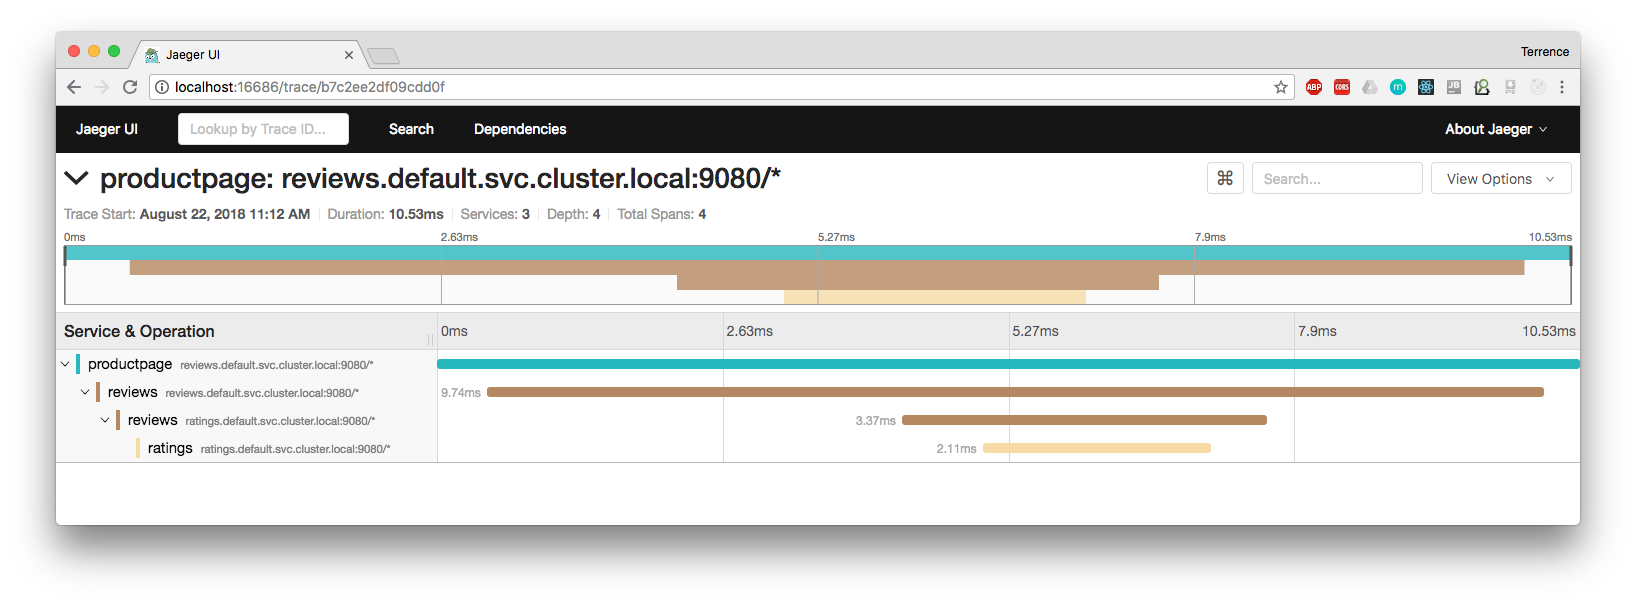 Jaeger UI
Terrence
localhost:16686/trace/b7c2ee2df09cdd0f
ABP
CORS
m
JB
Jaeger UI Lookup by Trace ID... Search Dependencies About Jaeger
productpage: reviews.default.svc.cluster.local:9080/*
⌘ Search... View Options
Trace Start: August 22, 2018 11:12 AM Duration: 10.53ms Services: 3 Depth: 4 Total Spans: 4
0ms 2.63ms 5.27ms 7.9ms 10.53ms
Service & Operation 0ms 2.63ms 5.27ms 7.9ms 10.53ms
productpage reviews.default.svc.cluster.local:9080/*
reviews reviews.default.svc.cluster.local:9080/* 9.74ms
reviews ratings.default.svc.cluster.local:9080/* 3.37ms
ratings ratings.default.svc.cluster.local:9080/* 2.11ms